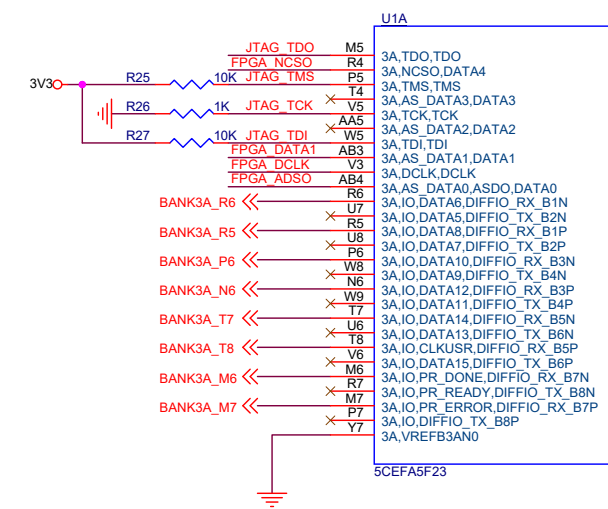 U1A
JTAG_TDO M5 3A,TDO,TDO
FPGA_NCSO R4 3A,NCSO,DATA4
3V3 R25 10K JTAG_TMS P5 3A,TMS,TMS
T4 3A,AS_DATA3,DATA3
R26 1K JTAG_TCK V5 3A,TCK,TCK
AA5 3A,AS_DATA2,DATA2
R27 10K JTAG_TDI W5 3A,TDI,TDI
FPGA_DATA1 AB3 3A,AS_DATA1,DATA1
FPGA_DCLK V3 3A,DCLK,DCLK
FPGA_ADSO AB4 3A,AS_DATA0,ASDO,DATA0
BANK3A_R6 R6 3A,IO,DATA6,DIFFIO_RX_B1N
U7 3A,IO,DATA5,DIFFIO_TX_B2N
BANK3A_R5 R5 3A,IO,DATA8,DIFFIO_RX_B1P
U8 3A,IO,DATA7,DIFFIO_TX_B2P
BANK3A_P6 P6 3A,IO,DATA10,DIFFIO_RX_B3N
W8 3A,IO,DATA9,DIFFIO_TX_B4N
BANK3A_N6 N6 3A,IO,DATA12,DIFFIO_RX_B3P
W9 3A,IO,DATA11,DIFFIO_TX_B4P
BANK3A_T7 T7 3A,IO,DATA14,DIFFIO_RX_B5N
U6 3A,IO,DATA13,DIFFIO_TX_B6N
BANK3A_T8 T8 3A,IO,CLKUSR,DIFFIO_RX_B5P
V6 3A,IO,DATA15,DIFFIO_TX_B6P
BANK3A_M6 M6 3A,IO,PR_DONE,DIFFIO_RX_B7N
R7 3A,IO,PR_READY,DIFFIO_TX_B8N
BANK3A_M7 M7 3A,IO,PR_ERROR,DIFFIO_RX_B7P
P7 3A,IO,DIFFIO_TX_B8P
Y7 3A,VREFB3AN0
5CEFA5F23